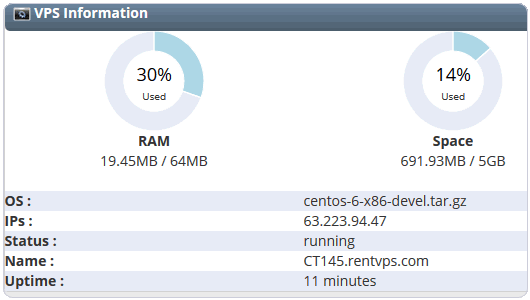 VPS Information
30%
Used
14%
Used
RAM
Space
19.45MB / 64MB
691.93MB / 5GB
OS : centos-6-x86-devel.tar.gz
IPs : 63.223.94.47
Status : running
Name : CT145.rentvps.com
Uptime : 11 minutes